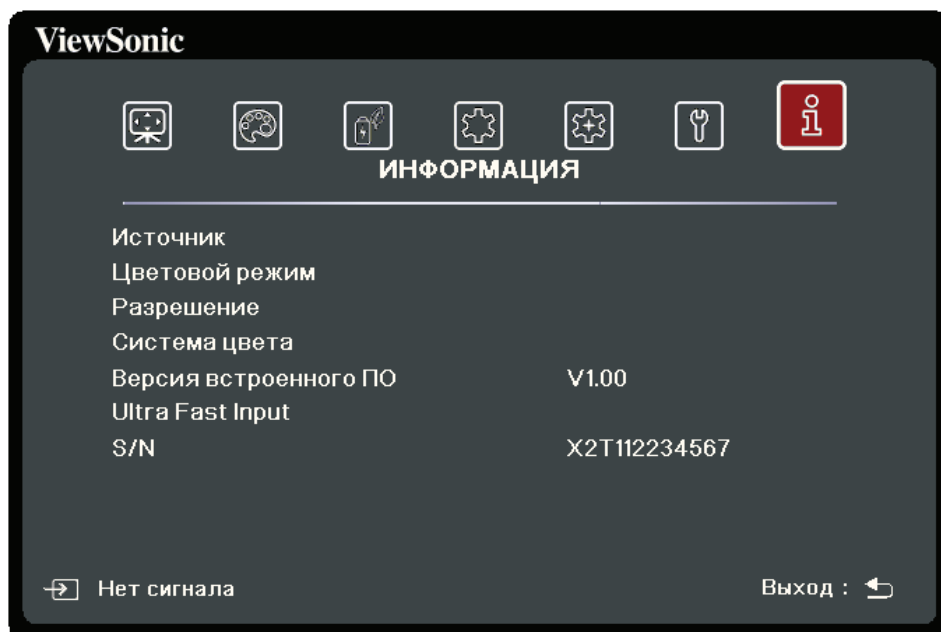 ViewSonic
ИНФОРМАЦИЯ
Источник
Цветовой режим
Разрешение
Система цвета
Версия встроенного ПО V1.00
Ultra Fast Input
S/N X2T112234567
Нет сигнала Выход :